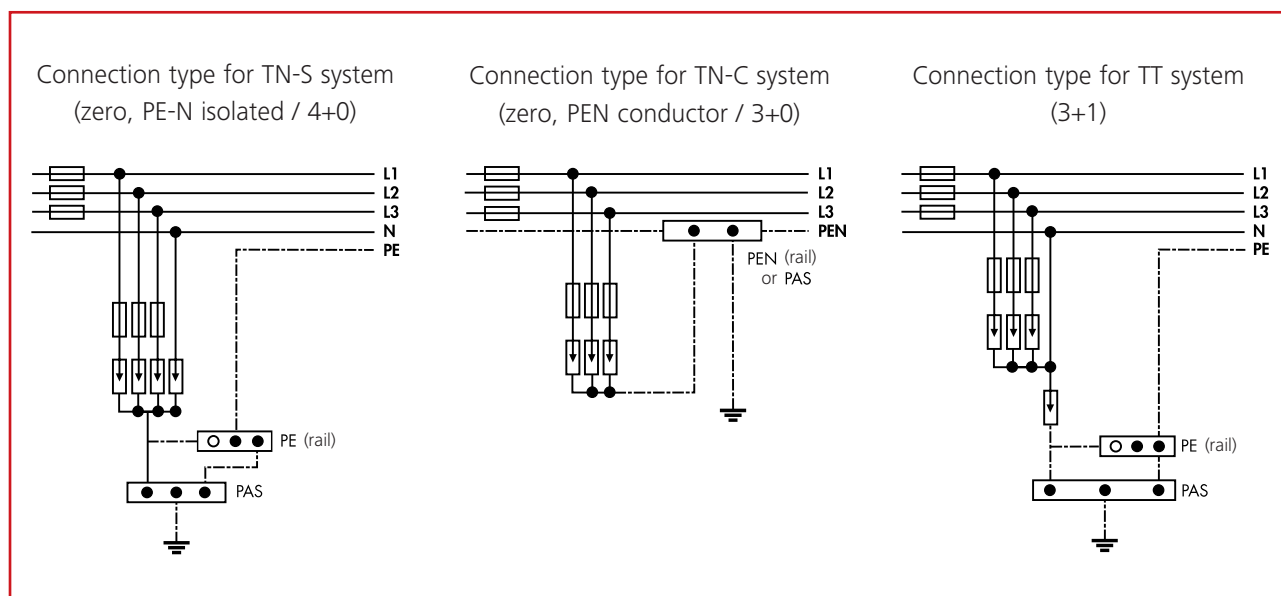 Connection type for TN-S system
(zero, PE-N isolated / 4+0)
L1
L2
L3
N
PE
PE (rail)
PAS
Connection type for TN-C system
(zero, PEN conductor / 3+0)
L1
L2
L3
PEN
PEN (rail)
or PAS
Connection type for TT system
(3+1)
L1
L2
L3
N
PE
PE (rail)
PAS